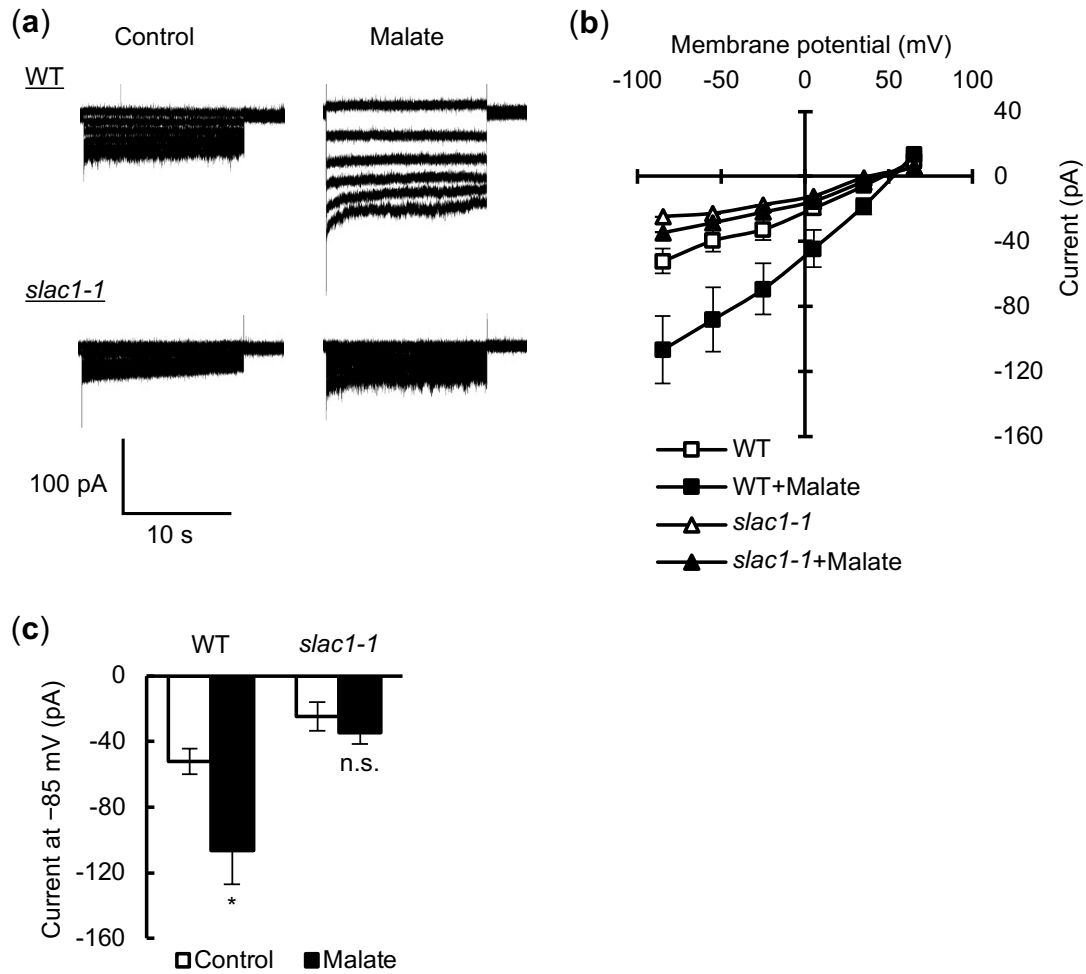 (a)
Control
Malate
WT
slac1-1
100 pA
10 s
(b)
Membrane potential (mV)
-100 -50 0 50 100
40
0
-40
-80
-120
-160
Current (pA)
WT
WT+Malate
slac1-1
slac1-1+Malate
(c)
WT
slac1-1
0
-40
-80
-120
-160
Current at −85 mV (pA)
*
n.s.
Control
Malate